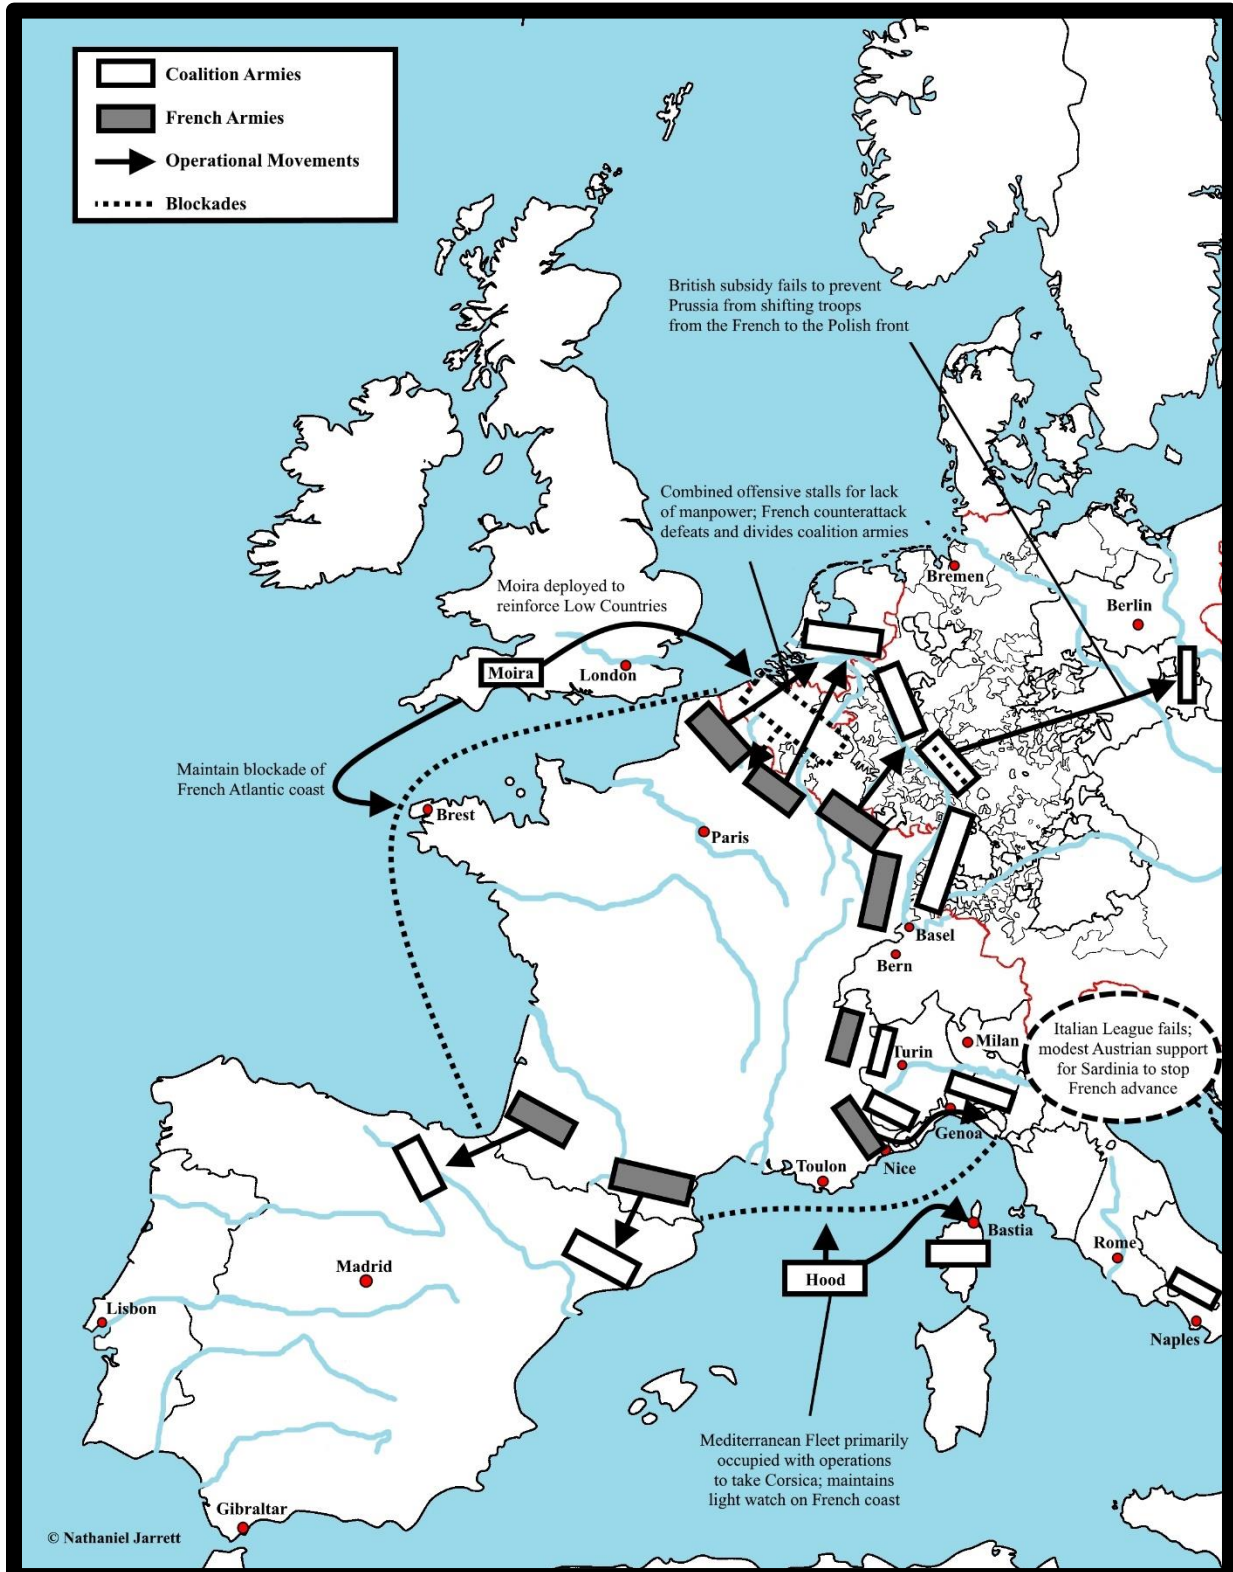 Coalition Armies
French Armies
Operational Movements
Blockades
British subsidy fails to prevent
Prussia from shifting troops
from the French to the Polish front
Combined offensive stalls for lack
of manpower; French counterattack
defeats and divides coalition armies
Bremen
Berlin
Moira deployed to
reinforce Low Countries
Moira
London
Maintain blockade of
French Atlantic coast
Brest
Paris
Basel
Bern
Italian League fails;
modest Austrian support
for Sardinia to stop
French advance
Milan
Turin
Genoa
Nice
Toulon
Bastia
Rome
Hood
Madrid
Lisbon
Naples
Mediterranean Fleet primarily
occupied with operations
to take Corsica; maintains
light watch on French coast
Gibraltar
© Nathaniel Jarrett